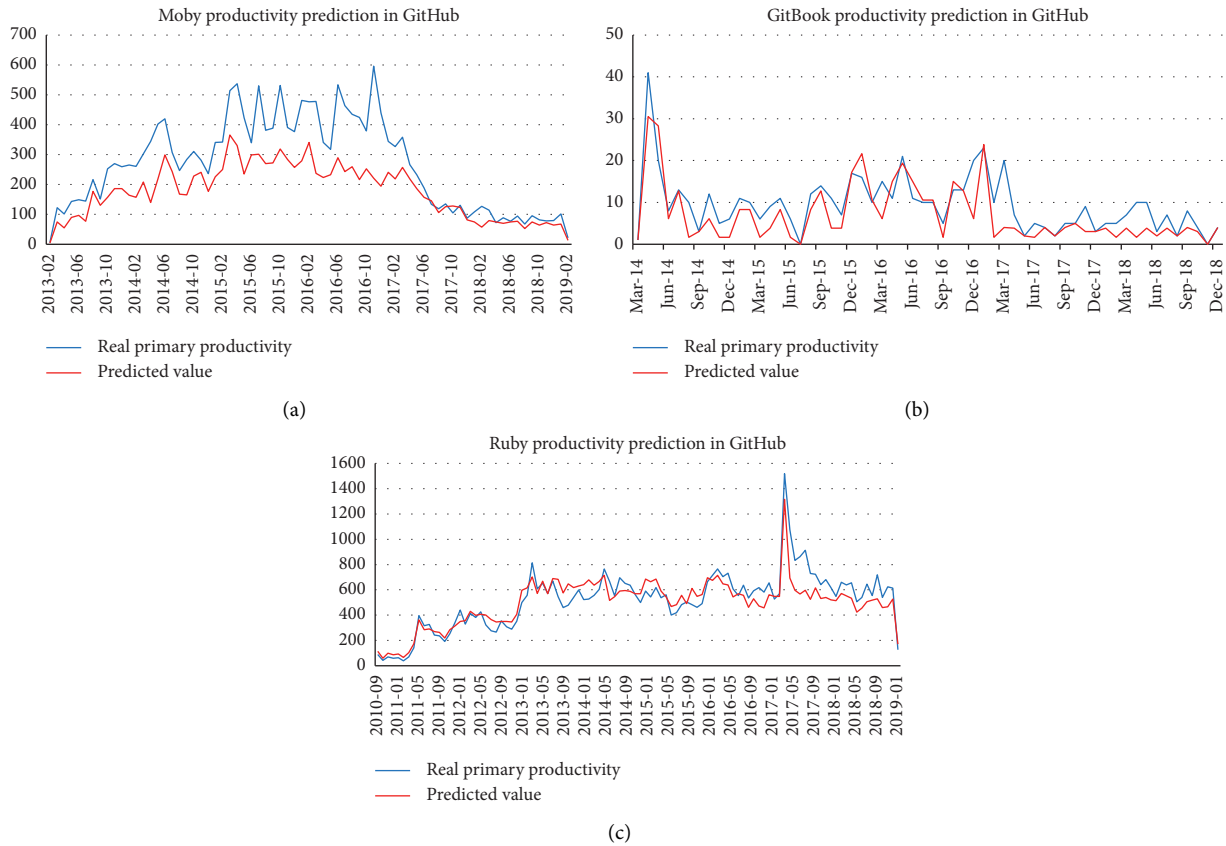 Moby productivity prediction in GitHub
700
600
500
400
300
200
100
0
2013-02
2013-06
2013-10
2014-02
2014-06
2014-10
2015-02
2015-06
2015-10
2016-02
2016-06
2016-10
2017-02
2017-06
2017-10
2018-02
2018-06
2018-10
2019-02
Real primary productivity
Predicted value
(a)
GitBook productivity prediction in GitHub
50
40
30
20
10
0
Mar-14
Jun-14
Sep-14
Dec-14
Mar-15
Jun-15
Sep-15
Dec-15
Mar-16
Jun-16
Sep-16
Dec-16
Mar-17
Jun-17
Sep-17
Dec-17
Mar-18
Jun-18
Sep-18
Dec-18
Real primary productivity
Predicted value
(b)
Ruby productivity prediction in GitHub
1600
1400
1200
1000
800
600
400
200
0
2010-09
2011-01
2011-05
2011-09
2012-01
2012-05
2012-09
2013-01
2013-05
2013-09
2014-01
2014-05
2014-09
2015-01
2015-05
2015-09
2016-01
2016-05
2016-09
2017-01
2017-05
2017-09
2018-01
2018-05
2018-09
2019-01
Real primary productivity
Predicted value
(c)